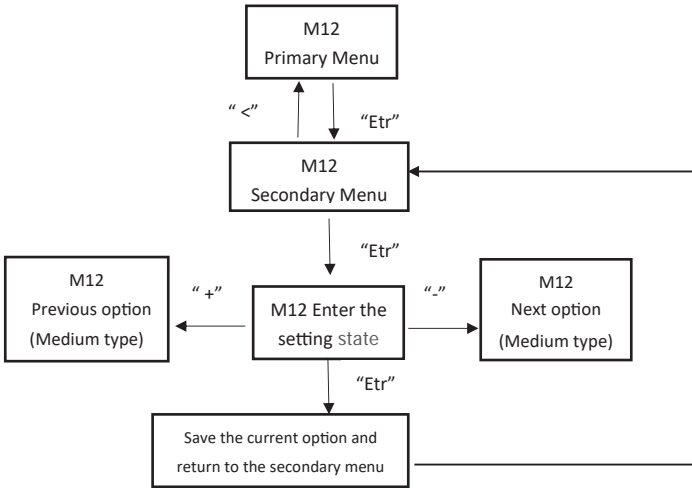 M12
Primary Menu
“ <”
“Etr”
M12
Secondary Menu
“Etr”
M12
Previous option
(Medium type)
“ +”
M12 Enter the
setting state
“-”
M12
Next option
(Medium type)
“Etr”
Save the current option and
return to the secondary menu